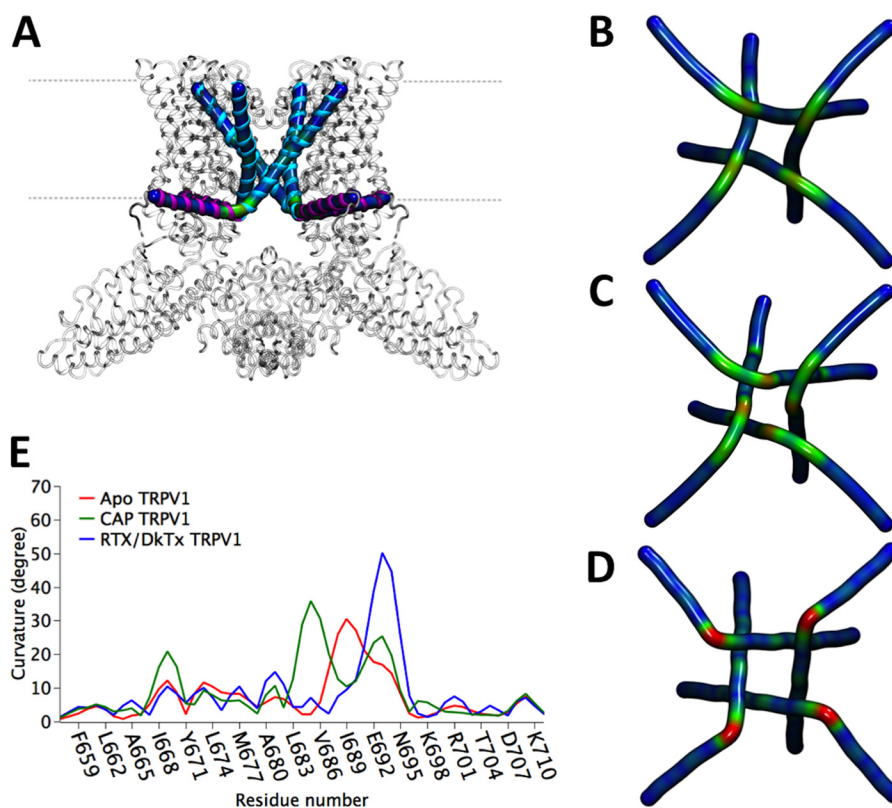 A
B
C
D
E
70
60
50
40
30
20
10
0
Curvature (degree)
Apo TRPV1
CAP TRPV1
RTX/DkTx TRPV1
F659
L662
A665
I668
Y671
L674
M677
A680
L683
V686
I689
E692
N695
K698
R701
T704
D707
K710
Residue number